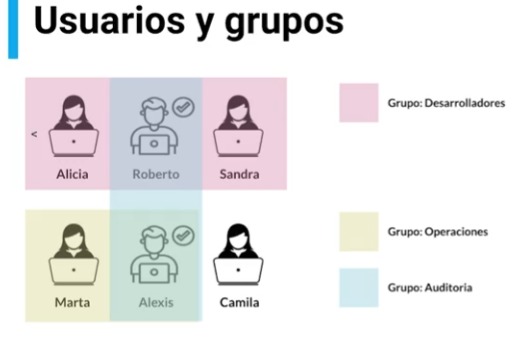 Usuarios y grupos
Grupo: Desarrolladores
<
Alicia Roberto Sandra
Grupo: Operaciones
Grupo: Auditoria
Marta Alexis Camila